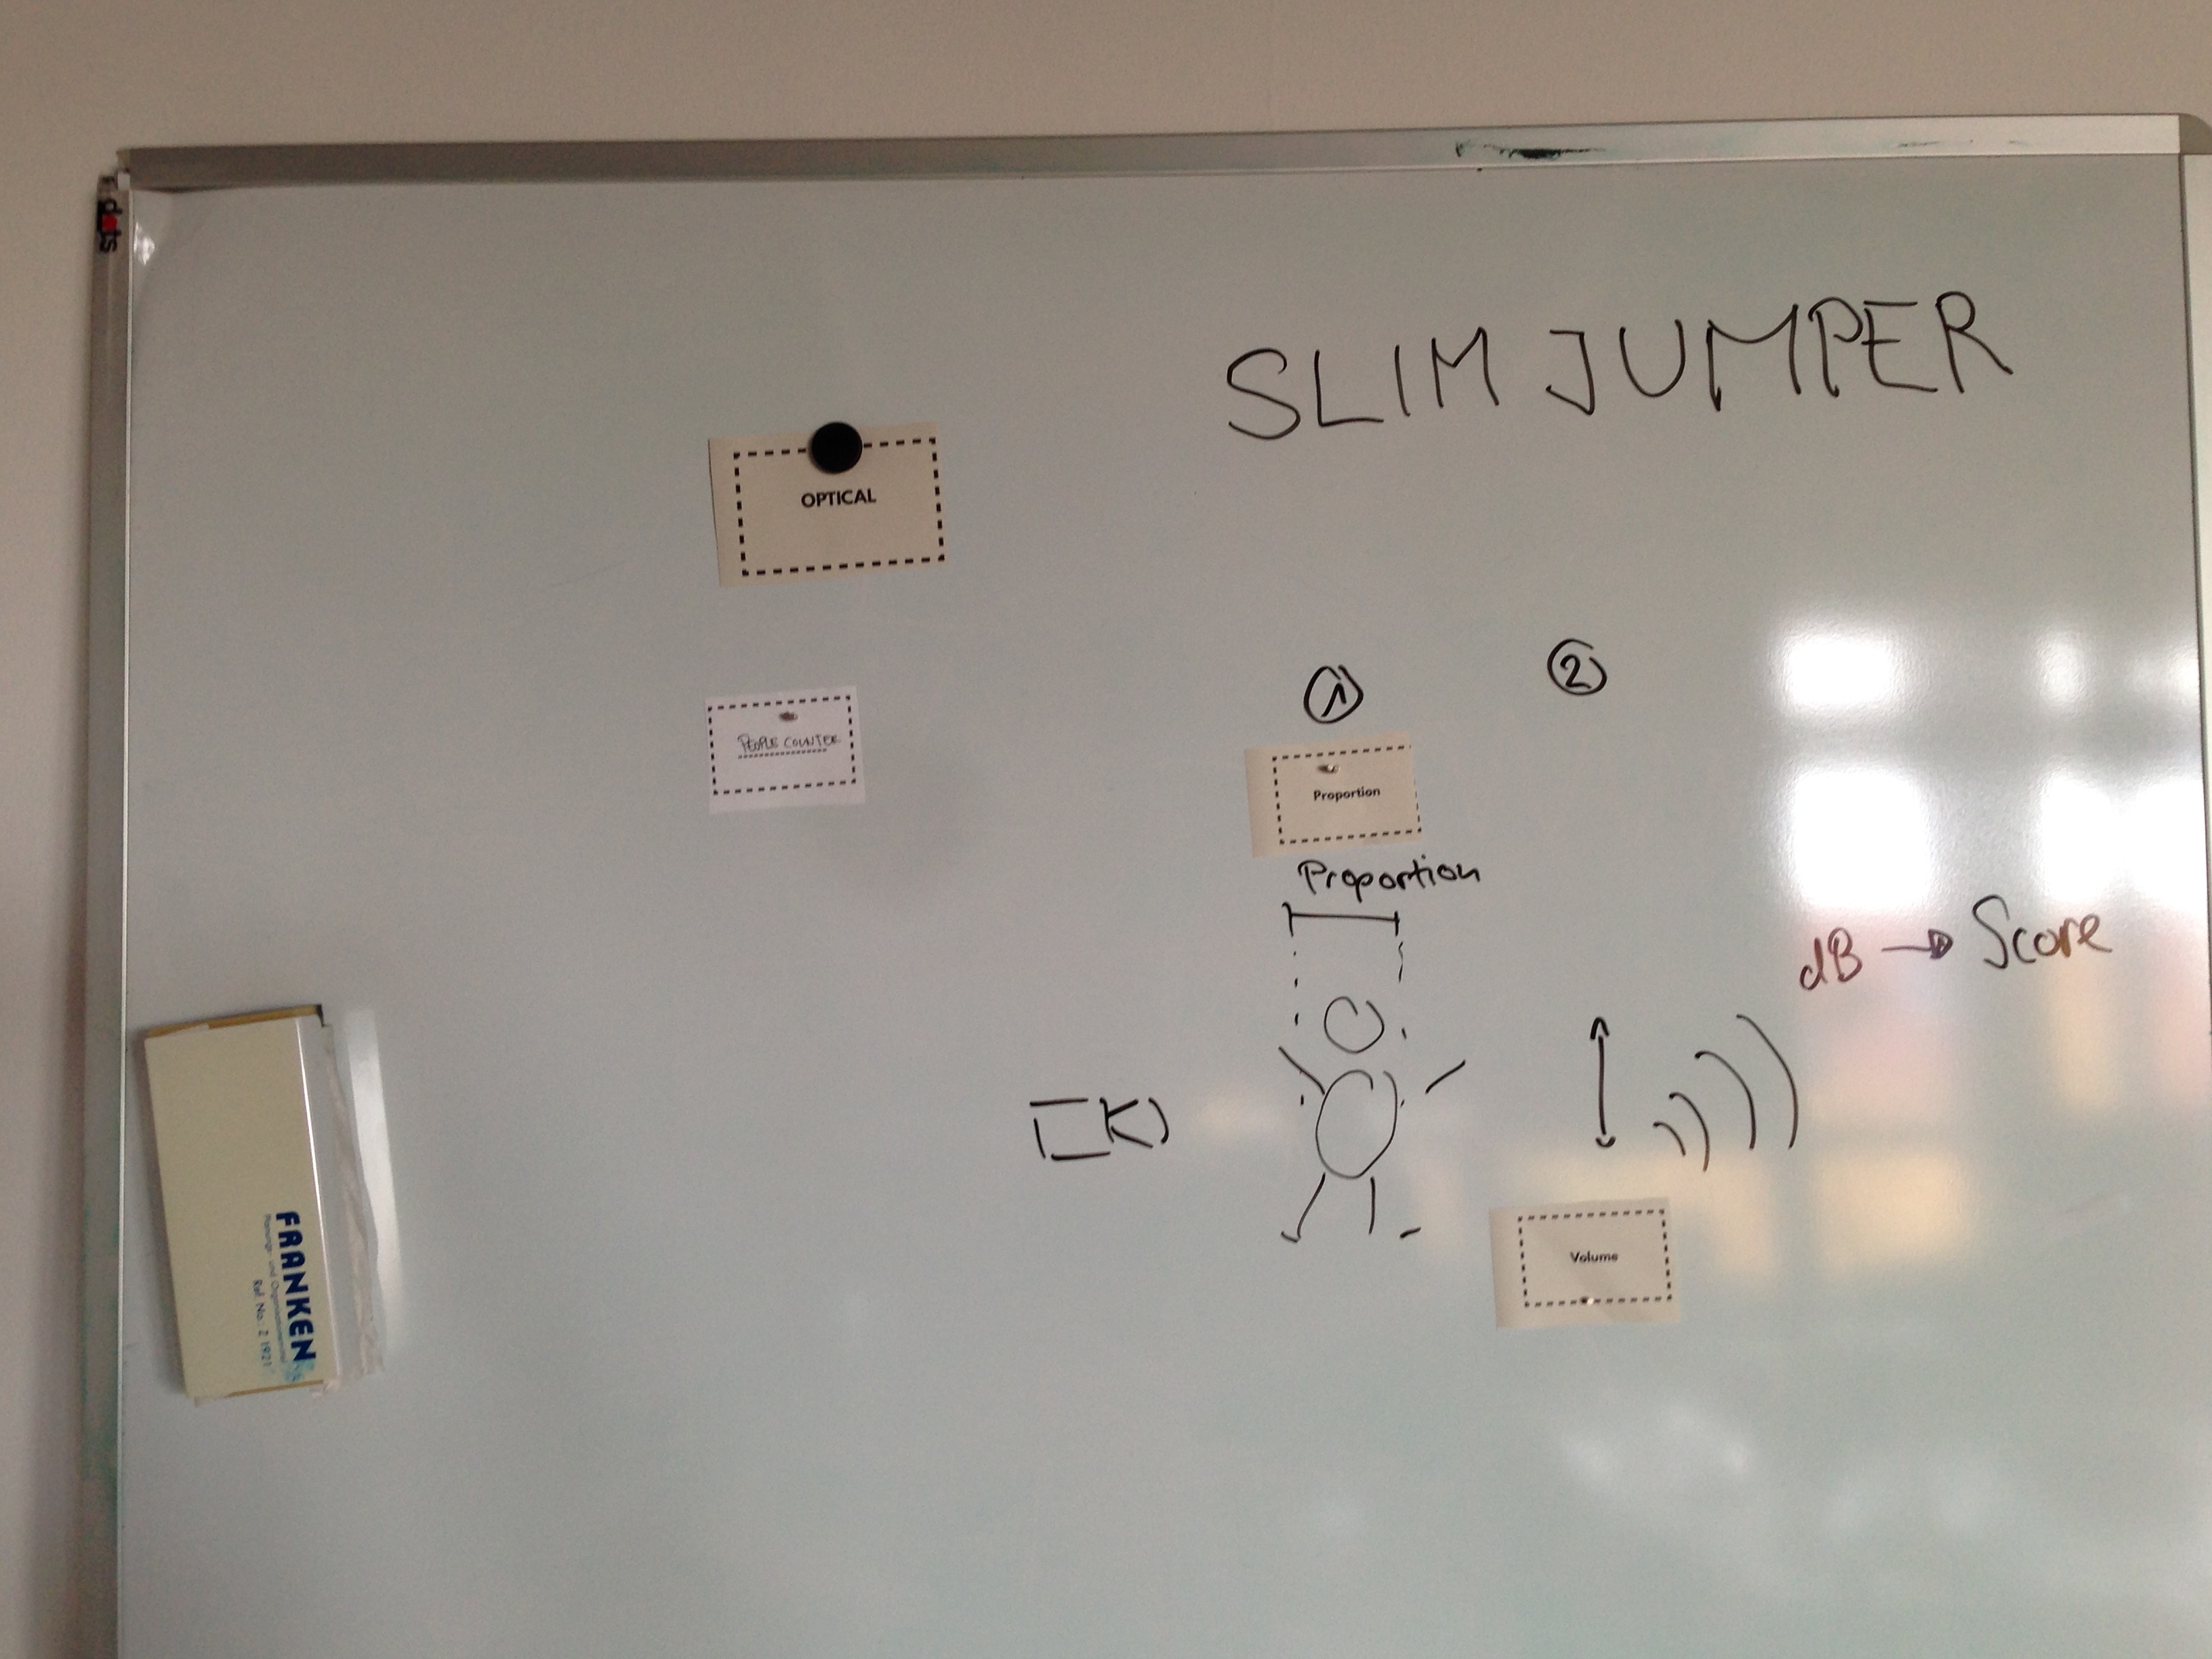 dots
SLIM JUMPER
OPTICAL
PEOPLE COUNTER
1
2
Proportion
Proportion
dB → Score
Volume
FRANKEN
Planungs- und Organisationsmittel
Ref. No.: Z 1921